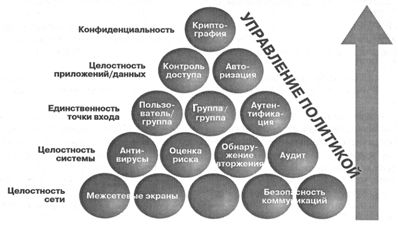 Конфиденциальность
Крипто-
графия
Целостность
приложений/данных
Контроль
доступа
Авто-
ризация
Единственность
точки входа
Пользо-
ватель/
группа
Группа/
группа
Аутен-
тифика-
ция
Целостность
системы
Анти-
вирусы
Оценка
риска
Обнару-
жение
вторжения
Аудит
Целостность
сети
Межсетевые экраны
Безопасность
коммуникаций
УПРАВЛЕНИЕ ПОЛИТИКОЙ